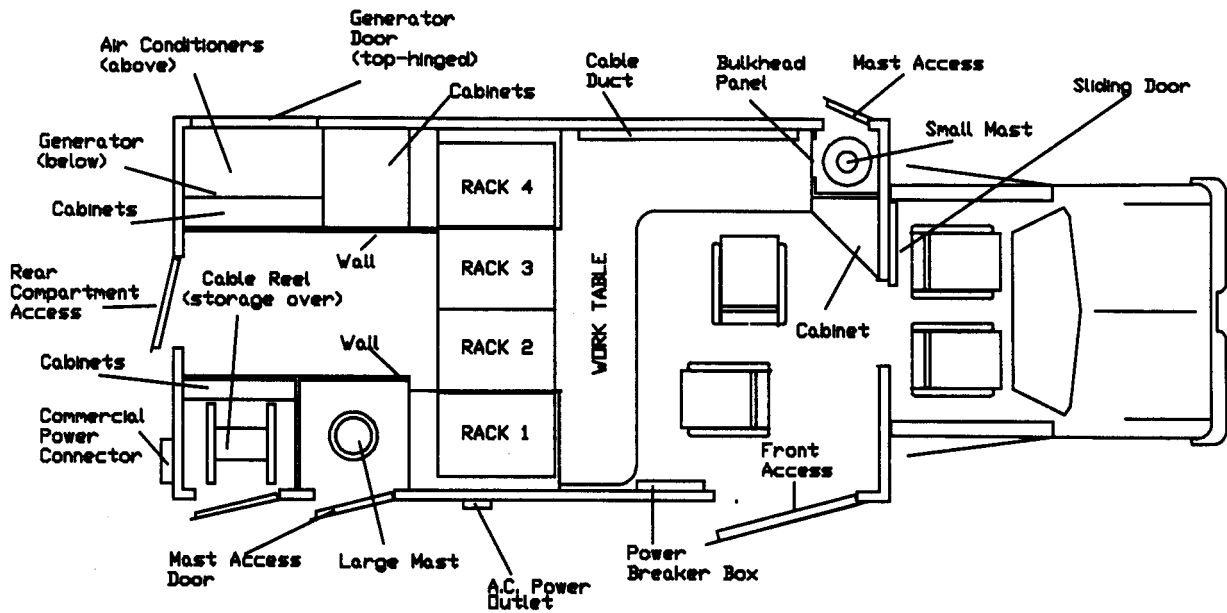 Generator
Door
(top-hinged)
Air Conditioners
(above)
Cabinets
Cable
Duct
Bulkhead
Panel
Mast Access
Sliding Door
Small Mast
Generator
(below)
Cabinets
RACK 4
Wall
Rear
Compartment
Access
Cable Reel
(storage over)
RACK 3
WORK TABLE
Cabinet
Wall
RACK 2
Cabinets
Commercial
Power
Connector
RACK 1
Front
Access
Mast Access
Door
Large Mast
A.C. Power
Outlet
Power
Breaker Box